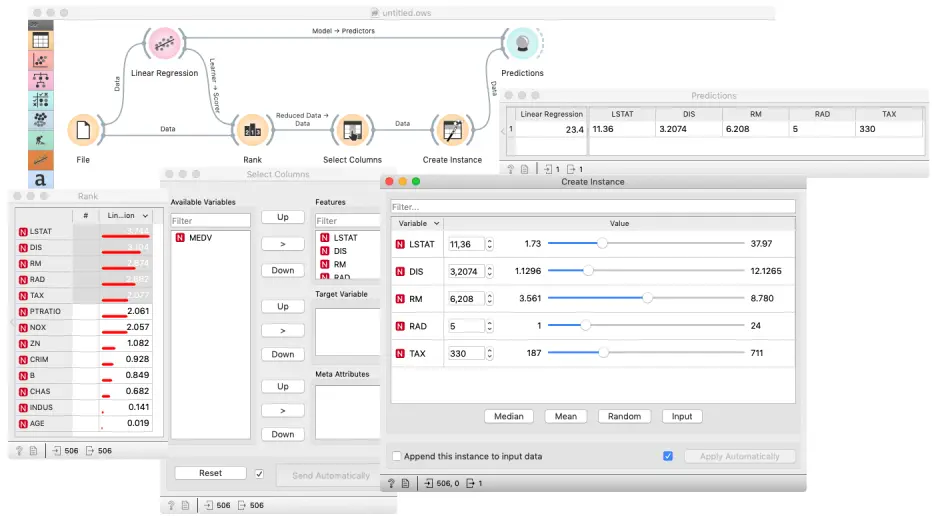 untitled.ows
Model → Predictors
Linear Regression
Predictions
Data
Learner → Scorer
Data
Data
Reduced Data → Data
Data
File
Rank
Select Columns
Create Instance
a
Predictions
Linear Regression LSTAT DIS RM RAD TAX
1 23.4 11.36 3.2074 6.208 5 330
1 1
Rank
# Lin...ion
N LSTAT
N DIS
N RM
N RAD
N TAX
N PTRATIO 2.061
N NOX 2.057
N ZN 1.082
N CRIM 0.928
N B 0.849
N CHAS 0.682
N INDUS 0.141
N AGE 0.019
? 506 506
Select Columns
Available Variables
Filter
N MEDV
Up
>
Down
Up
>
Down
Up
>
Down
Features
Filter
N LSTAT
N DIS
N RM
N RAD
Target Variable
Meta Attributes
Reset
Send Automatically
? 506 506
Create Instance
Filter...
Variable Value
N LSTAT 11,36 1.73 37.97
N DIS 3,2074 1.1296 12.1265
N RM 6,208 3.561 8.780
N RAD 5 1 24
N TAX 330 187 711
Median Mean Random Input
Append this instance to input data
Apply Automatically
? 506, 0 1